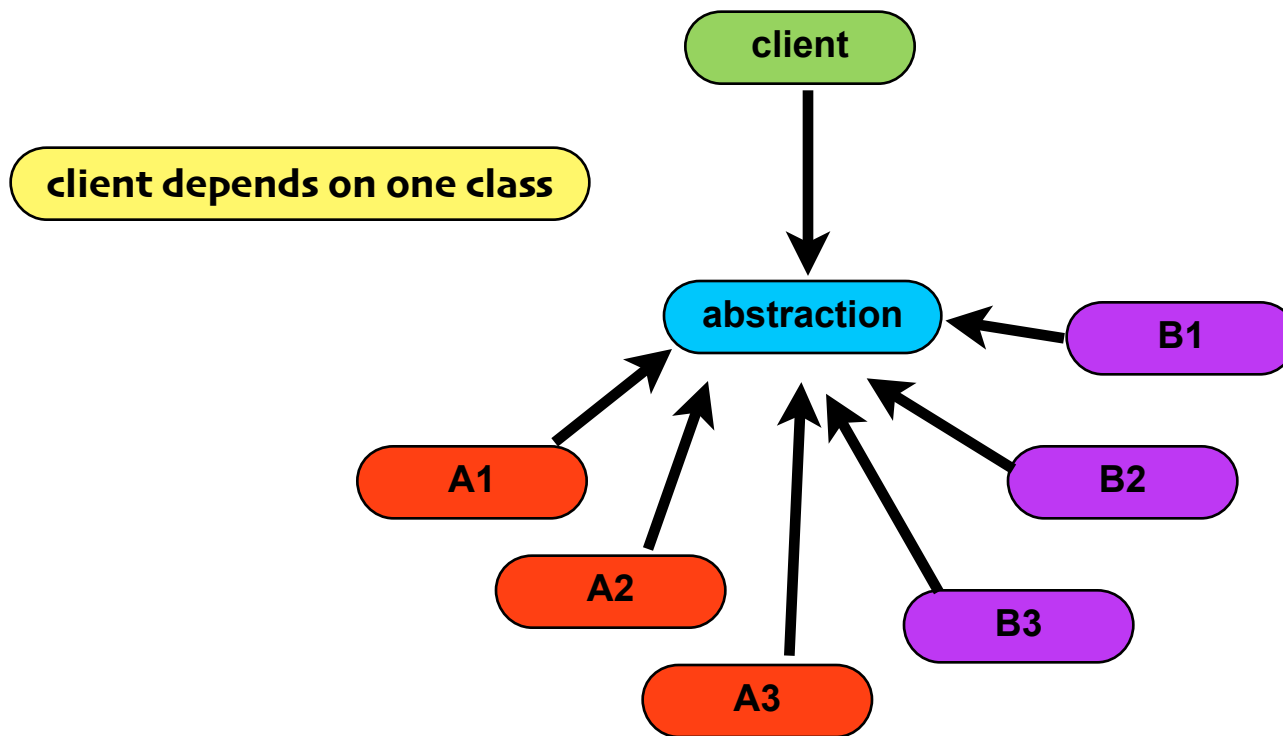 client
client depends on one class
abstraction
B1
A1
B2
A2
B3
A3